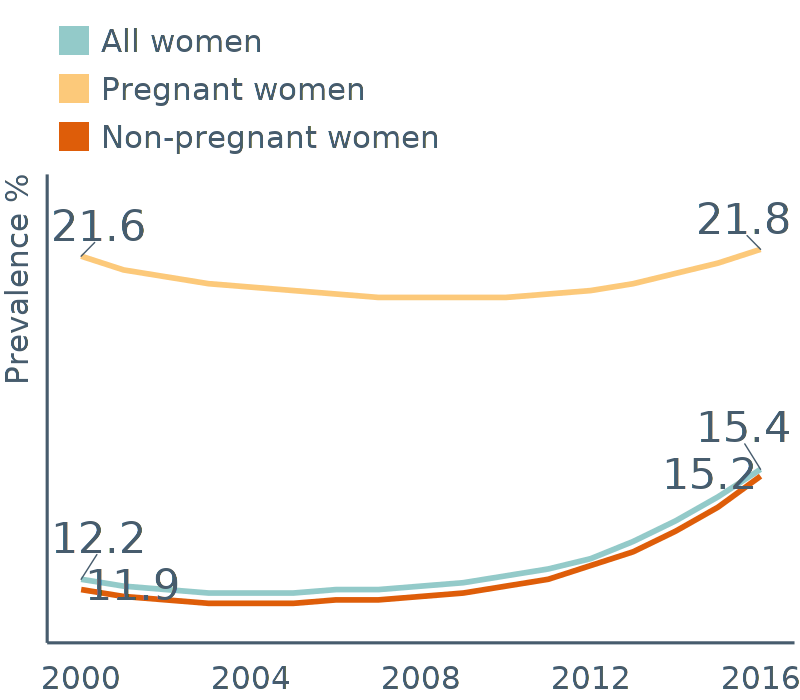 All women
Pregnant women
Non-pregnant women
Prevalence %
21.6
21.8
15.4
15.2
12.2
11.9
2000 2004 2008 2012 2016